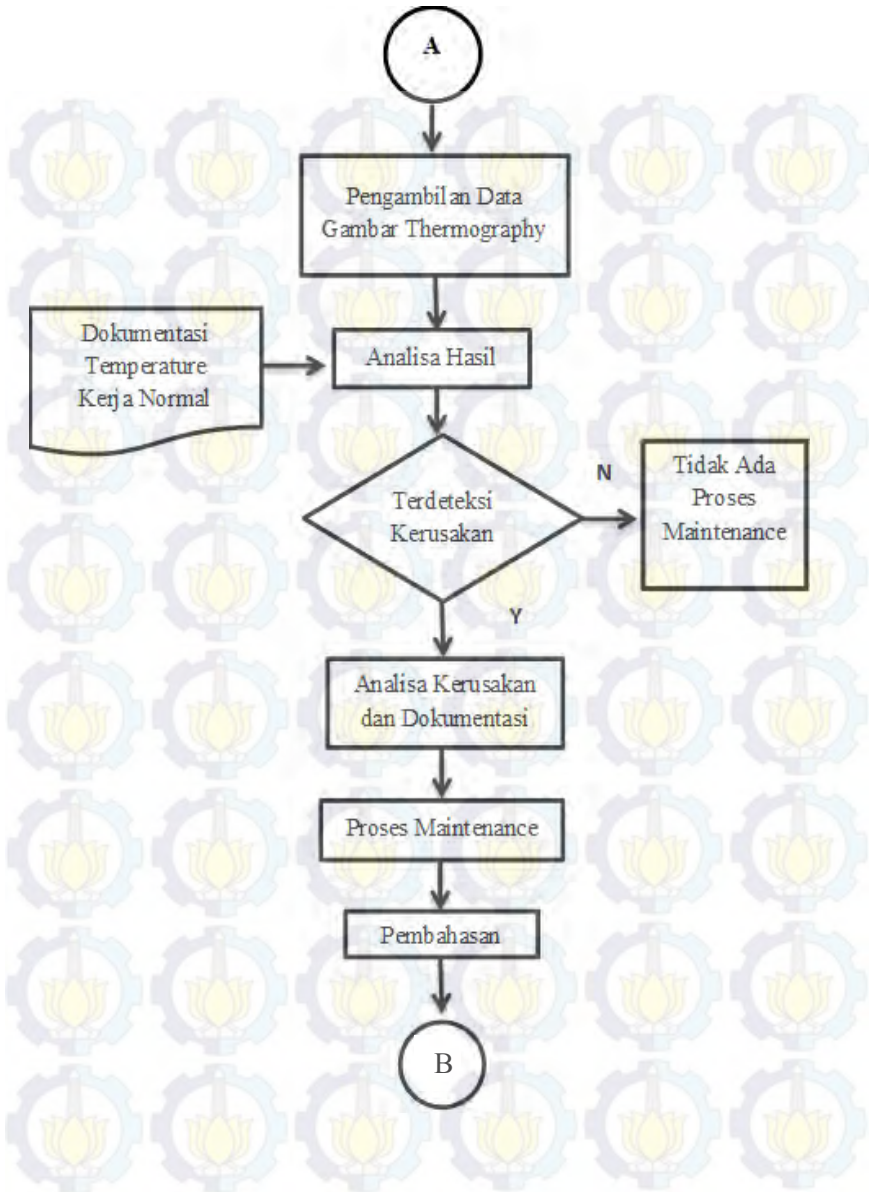 A
Pengambilan Data
Gambar Thermography
Dokumentasi
Temperature
Kerja Normal
Analisa Hasil
Terdeteksi
Kerusakan
N
Tidak Ada
Proses
Maintenance
Y
Analisa Kerusakan
dan Dokumentasi
Proses Maintenance
Pembahasan
B